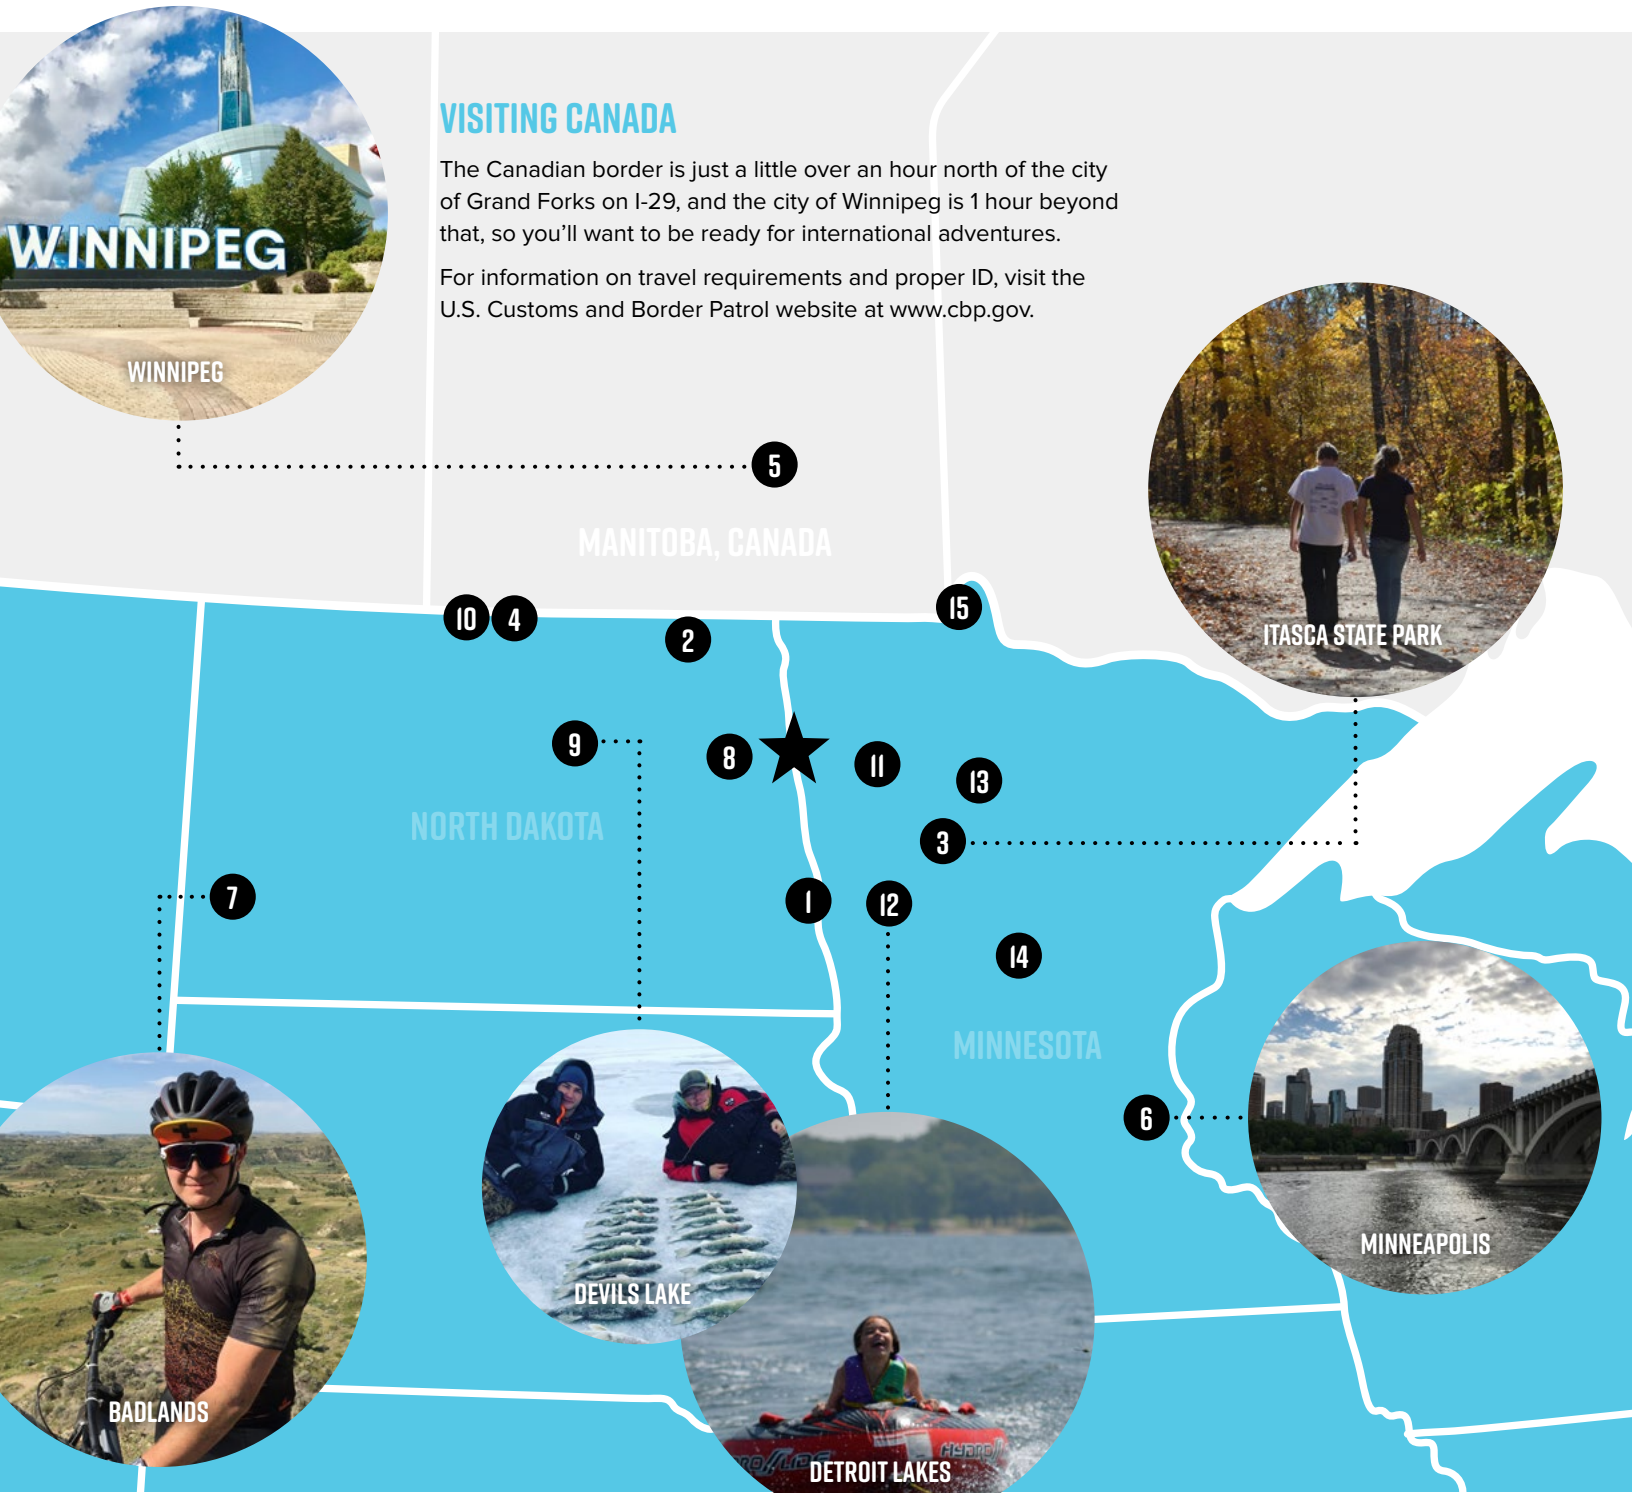 WINNIPEG
WINNIPEG
VISITING CANADA
The Canadian border is just a little over an hour north of the city
of Grand Forks on I-29, and the city of Winnipeg is 1 hour beyond
that, so you'll want to be ready for international adventures.
For information on travel requirements and proper ID, visit the
U.S. Customs and Border Patrol website at www.cbp.gov.
5
MANITOBA, CANADA
ITASCA STATE PARK
10
4
2
15
9
8
11
13
NORTH DAKOTA
3
7
1
12
14
MINNESOTA
6
MINNEAPOLIS
DEVILS LAKE
BADLANDS
HYDRO
DETROIT LAKES